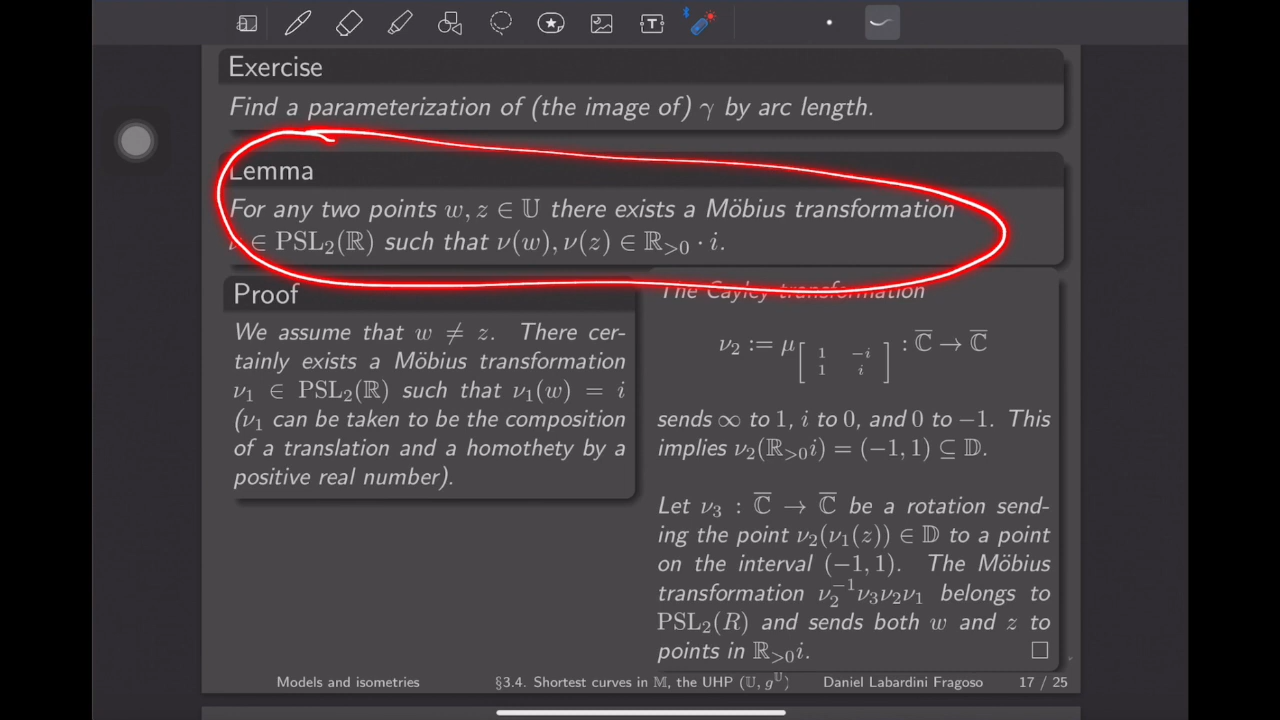 Exercise
Find a parameterization of (the image of) γ by arc length.
Lemma
For any two points w, z ∈ 𝕌 there exists a Möbius transformation
ν ∈ PSL₂(ℝ) such that ν(w), ν(z) ∈ ℝ>0 · i.
Proof
We assume that w ≠ z. There cer-
tainly exists a Möbius transformation
ν₁ ∈ PSL₂(ℝ) such that ν₁(w) = i
(ν₁ can be taken to be the composition
of a translation and a homothety by a
positive real number).
The Cayley transformation
ν₂ := μ[ 1 −i ; 1 i ] : ℂ̅ → ℂ̅
sends ∞ to 1, i to 0, and 0 to −1. This
implies ν₂(ℝ>0i) = (−1, 1) ⊆ 𝔻.
Let ν₃ : ℂ̅ → ℂ̅ be a rotation send-
ing the point ν₂(ν₁(z)) ∈ 𝔻 to a point
on the interval (−1, 1). The Möbius
transformation ν₂⁻¹ν₃ν₂ν₁ belongs to
PSL₂(R) and sends both w and z to
points in ℝ>0i. □
Models and isometries §3.4. Shortest curves in 𝕄, the UHP (𝕌, g^𝕌) Daniel Labardini Fragoso 17 / 25